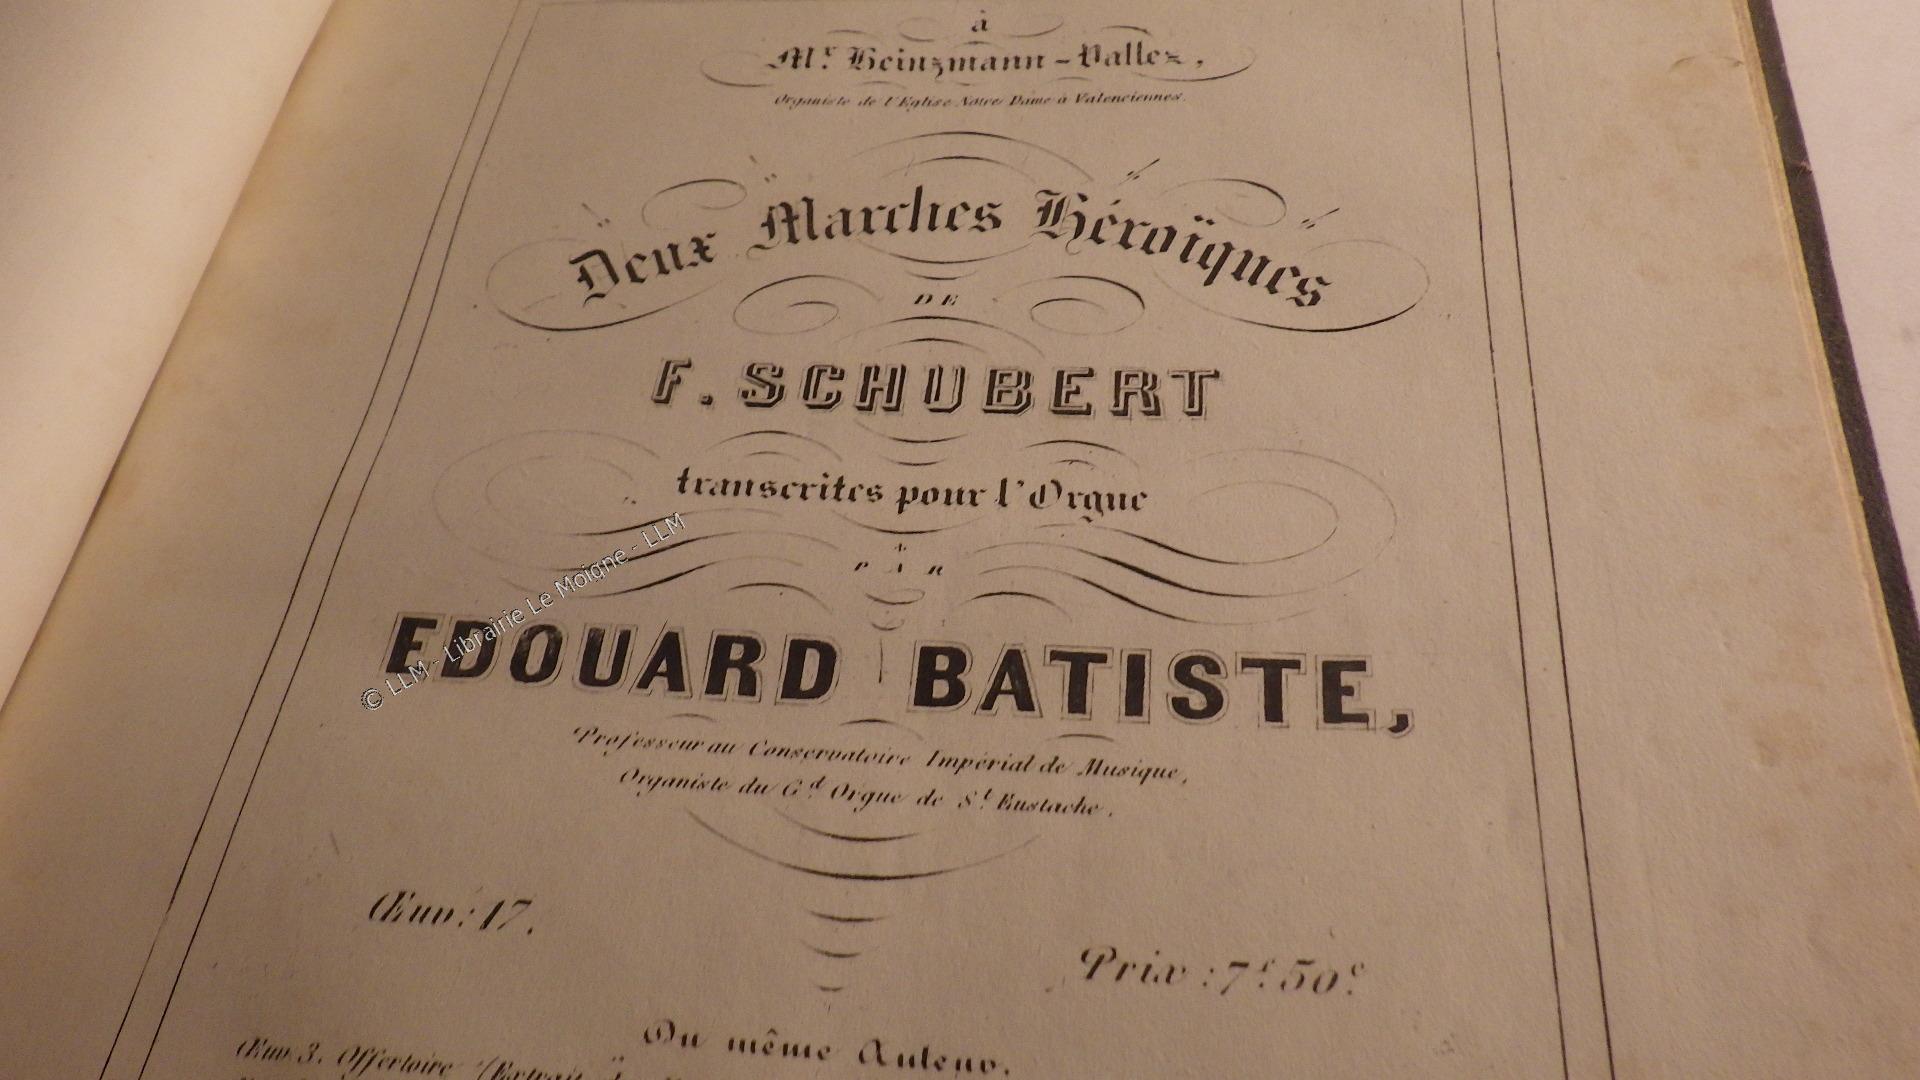 à
Mr. Heinzmann-Vallez,
Organiste de l'Eglise Notre Dame à Valenciennes.
Deux Marches Héroïques
DE
F. SCHUBERT
transcrites pour l'Orgue
PAR
EDOUARD BATISTE,
Professeur au Conservatoire Impérial de Musique,
Organiste du Gd. Orgue de St. Eustache.
Œuv: 17.
Prix: 7f. 50c.
Du même Auteur.
Œuv: 3. Offertoire (Extrait
© LLM - Librairie Le Moigne - LLM